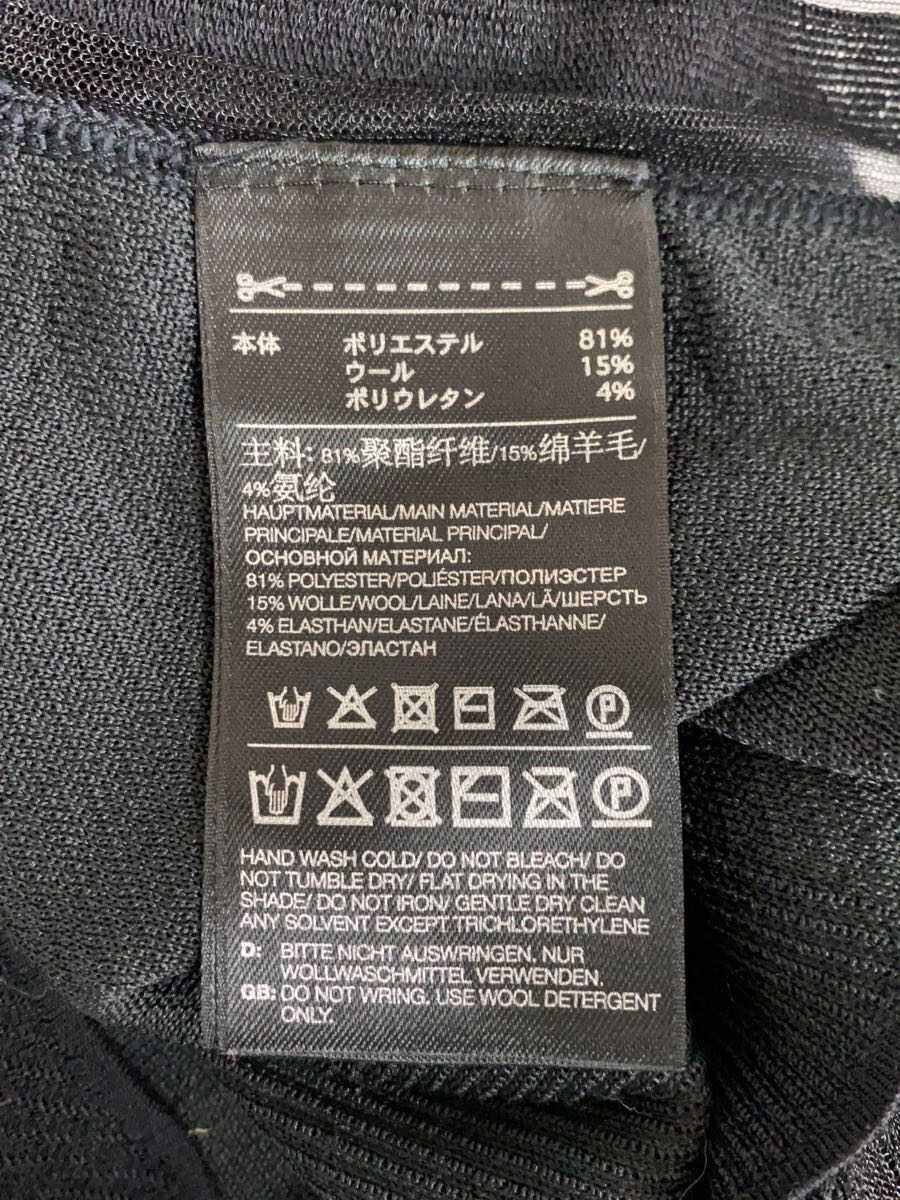 本体 ポリエステル 81%
ウール 15%
ポリウレタン 4%
主料: 81%聚酯纤维/15%绵羊毛/
4%氨纶
HAUPTMATERIAL/MAIN MATERIAL/MATIERE
PRINCIPALE/MATERIAL PRINCIPAL/
ОСНОВНОЙ МАТЕРИАЛ:
81% POLYESTER/POLIÉSTER/ПОЛИЭСТЕР
15% WOLLE/WOOL/LAINE/LANA/LÃ/ШЕРСТЬ
4% ELASTHAN/ELASTANE/ÉLASTHANNE/
ELASTANO/ЭЛАСТАН
P
P
HAND WASH COLD/ DO NOT BLEACH/ DO
NOT TUMBLE DRY/ FLAT DRYING IN THE
SHADE/ DO NOT IRON/ GENTLE DRY CLEAN
ANY SOLVENT EXCEPT TRICHLORETHYLENE
D: BITTE NICHT AUSWRINGEN. NUR
WOLLWASCHMITTEL VERWENDEN.
GB: DO NOT WRING. USE WOOL DETERGENT
ONLY.